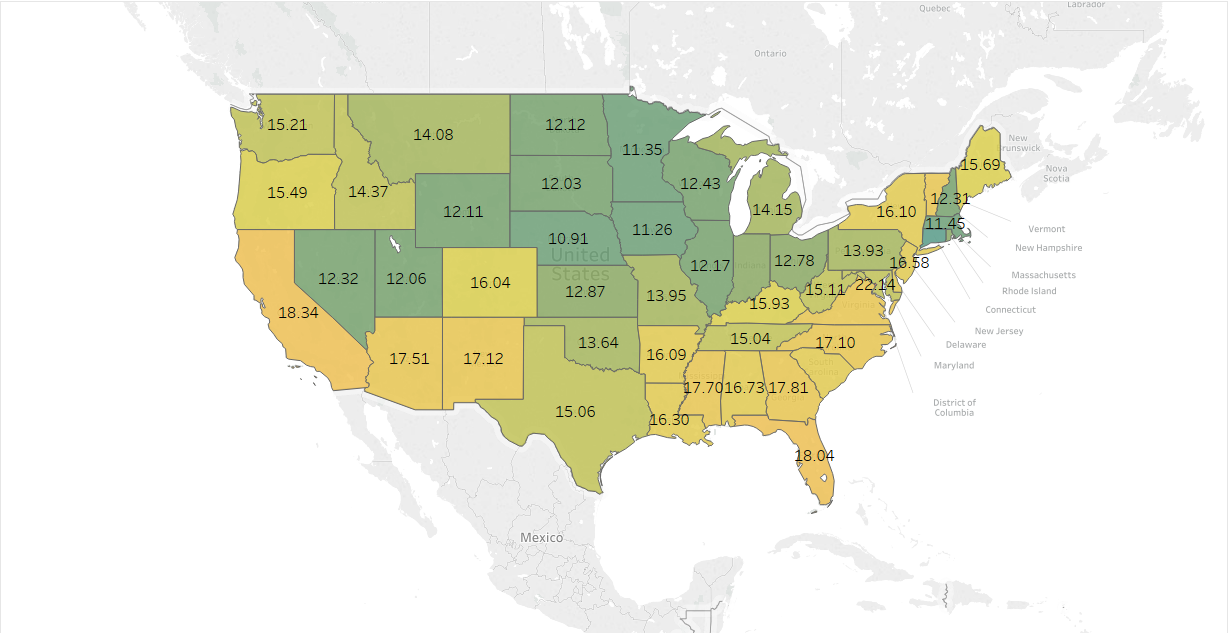 Quebec
Labrador
Ontario
15.21
14.08
12.12
11.35
New
Brunswick
15.69
Nova
Scotia
15.49
14.37
12.11
12.03
12.43
14.15
16.10
12.31
11.45
Vermont
New Hampshire
12.32
12.06
16.04
10.91
United
States
11.26
12.17
12.78
13.93
16.58
Massachusetts
Rhode Island
Connecticut
18.34
12.87
13.95
15.93
15.11
22.14
New Jersey
Delaware
Maryland
17.51
17.12
13.64
16.09
15.04
17.10
South
Carolina
17.70
16.73
17.81
District of
Columbia
15.06
16.30
18.04
Mexico